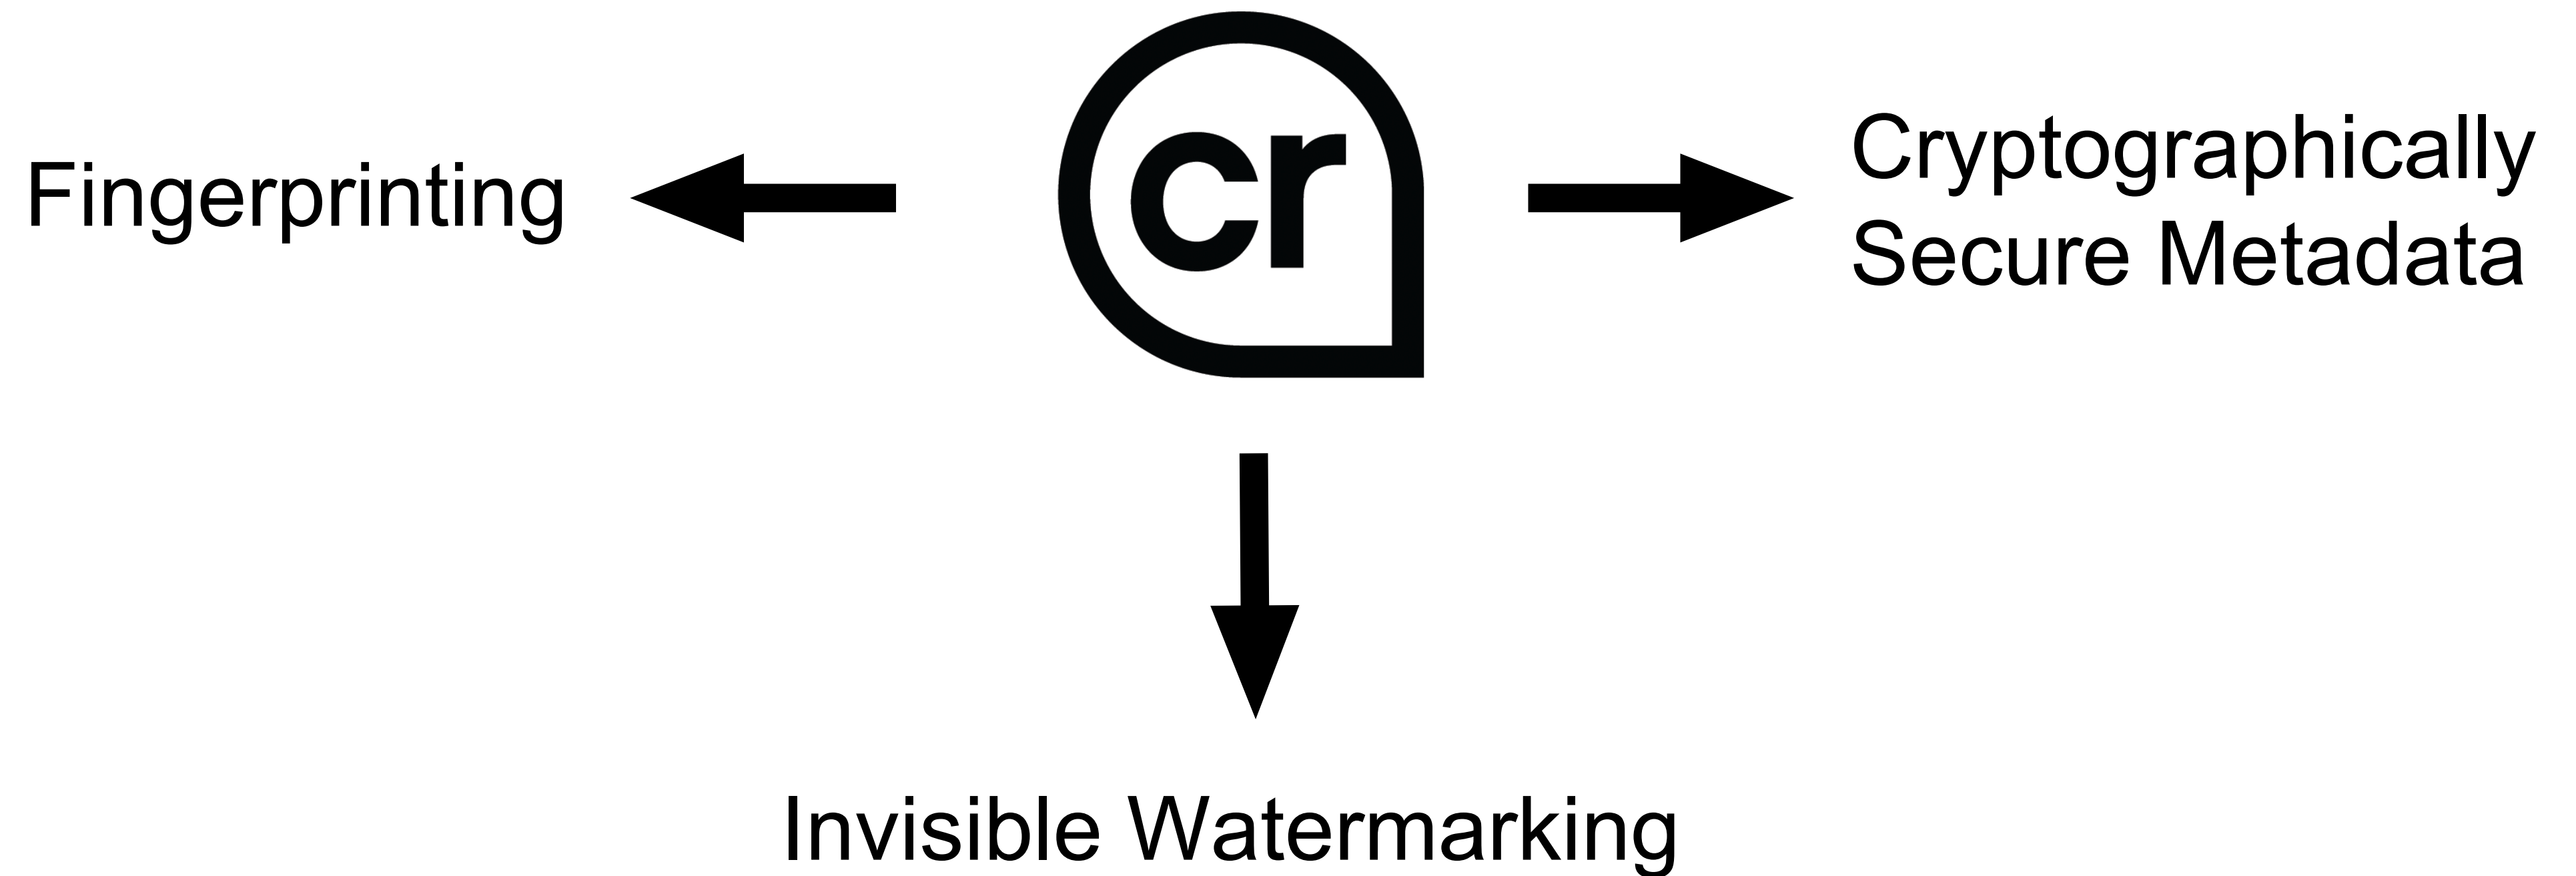 cr
Fingerprinting
Cryptographically
Secure Metadata
Invisible Watermarking